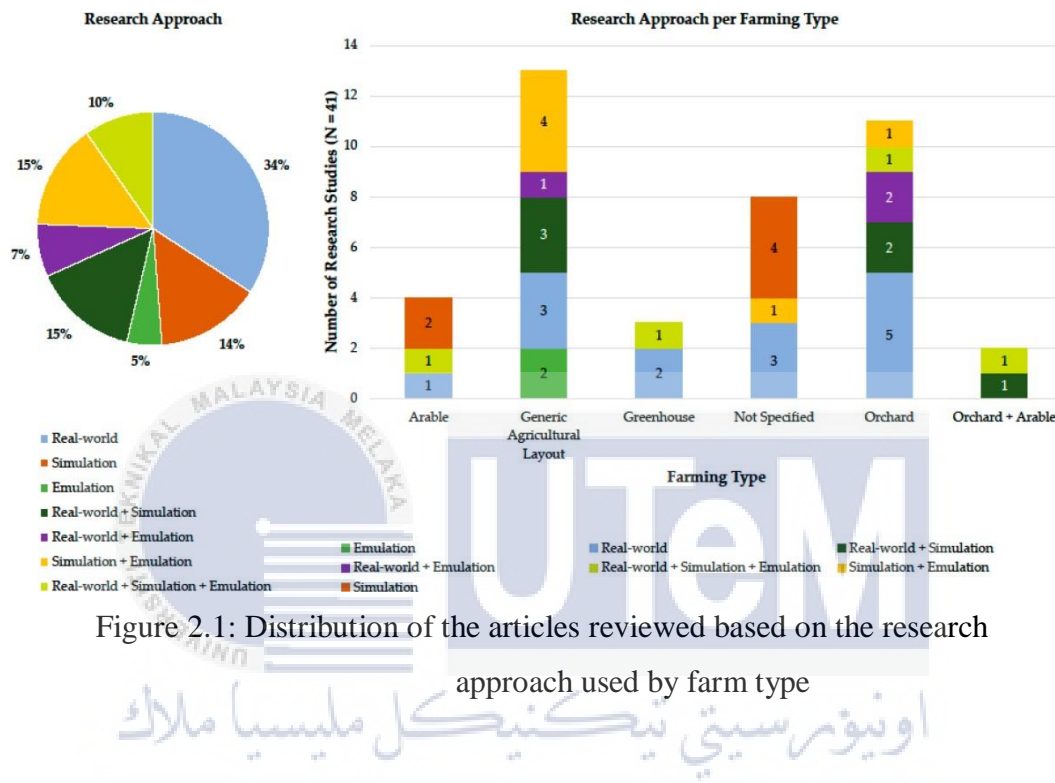 Research Approach
10%
34%
15%
7%
15%
5%
14%
Real-world
Simulation
Emulation
Real-world + Simulation
Real-world + Emulation
Simulation + Emulation
Real-world + Simulation + Emulation
Research Approach per Farming Type
Number of Research Studies (N = 41)
14
12
10
8
6
4
2
0
2
1
1
4
1
3
3
2
1
2
4
1
3
1
1
2
2
5
1
1
Arable
Generic
Agricultural
Layout
Greenhouse
Not Specified
Orchard
Orchard + Arable
Farming Type
Emulation
Real-world
Real-world + Simulation
Real-world + Emulation
Real-world + Simulation + Emulation
Simulation + Emulation
Simulation
UTeM
UNIVERSITI TEKNIKAL MALAYSIA MELAKA
اونيۏرسيتي تيكنيكل مليسيا ملاك
Figure 2.1: Distribution of the articles reviewed based on the research
approach used by farm type